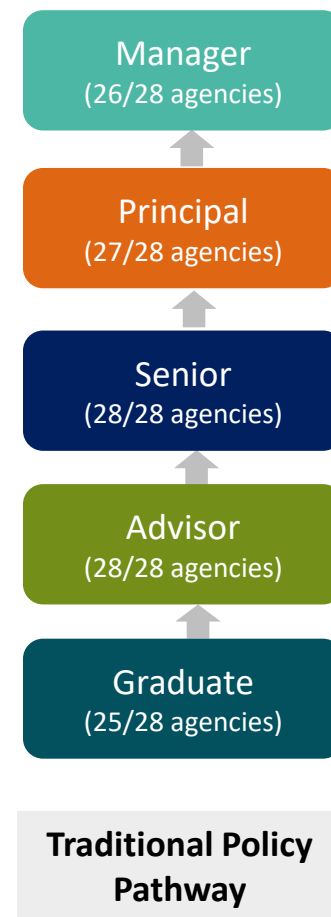 Manager
(26/28 agencies)
Principal
(27/28 agencies)
Senior
(28/28 agencies)
Advisor
(28/28 agencies)
Graduate
(25/28 agencies)
Traditional Policy
Pathway